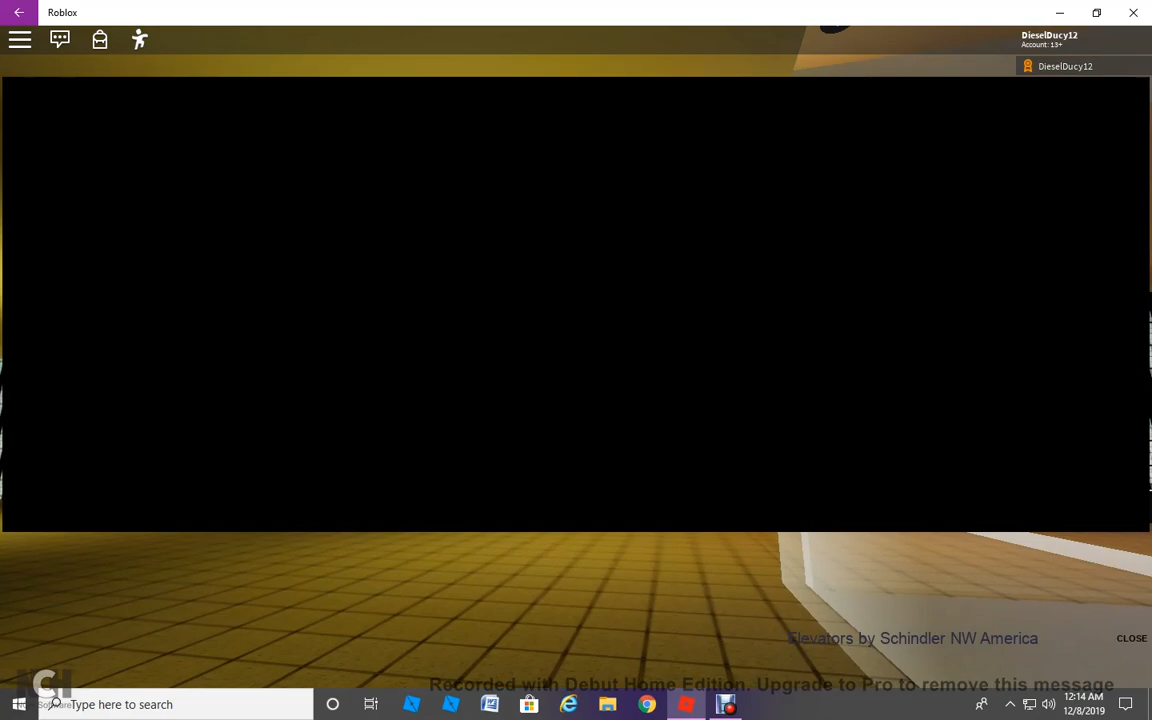 Roblox
DieselDucy12
Account: 13+
DieselDucy12
Elevators by Schindler NW America
CLOSE
Recorded with Debut Home Edition. Upgrade to Pro to remove this message
NCH
Type here to search
12:14 AM
12/8/2019